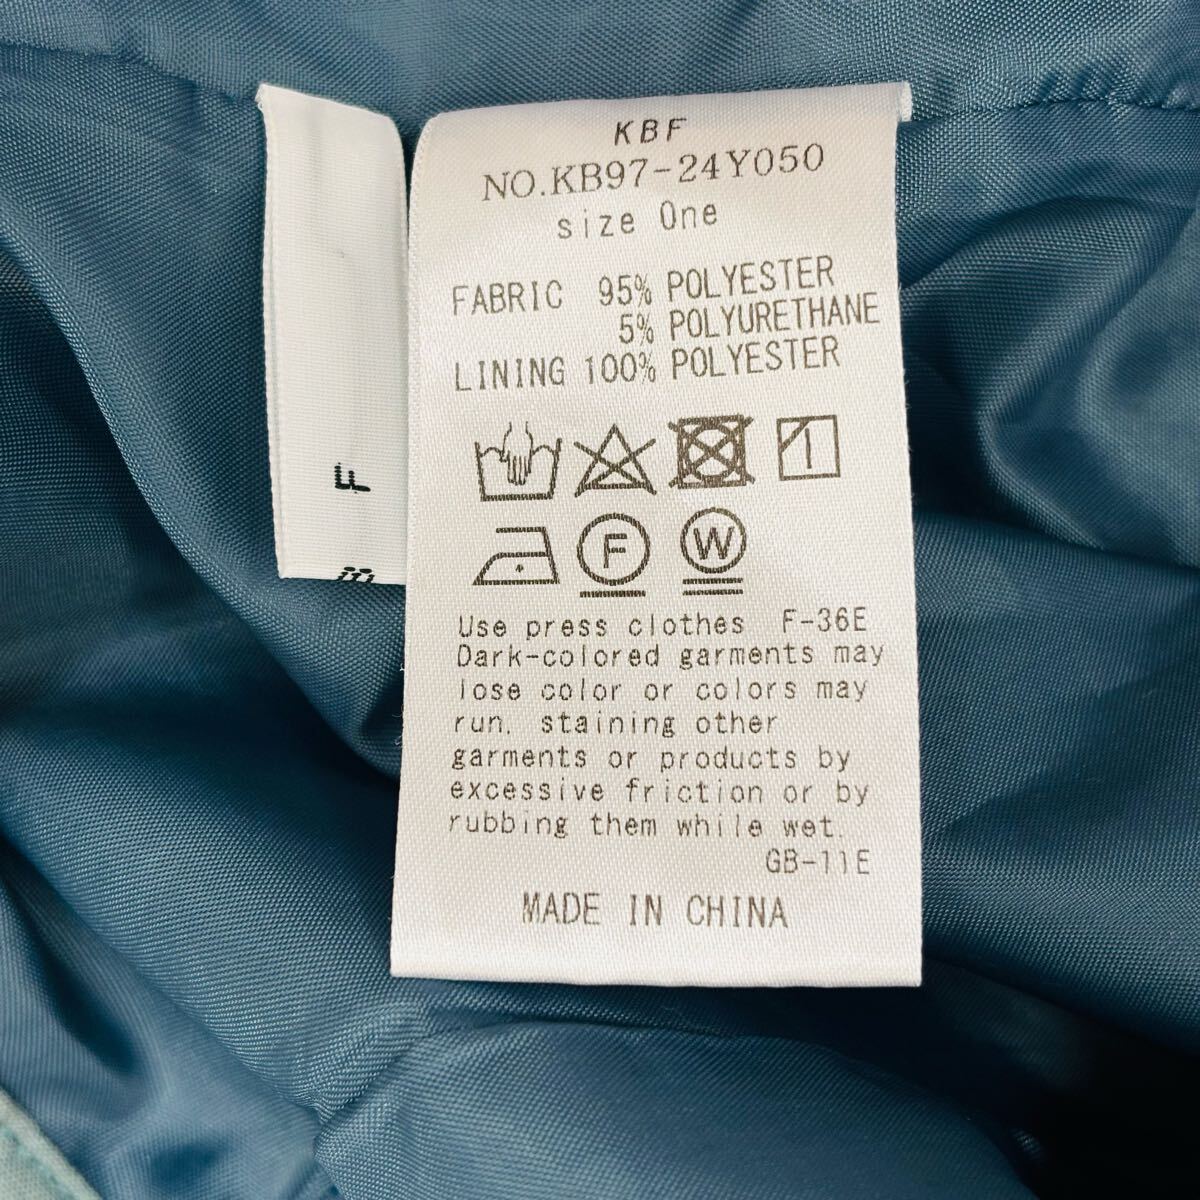 KBF
NO.KB97-24Y050
size One
FABRIC 95% POLYESTER
5% POLYURETHANE
LINING 100% POLYESTER
F W
Use press clothes F-36E
Dark-colored garments may
lose color or colors may
run, staining other
garments or products by
excessive friction or by
rubbing them while wet.
GB-11E
MADE IN CHINA